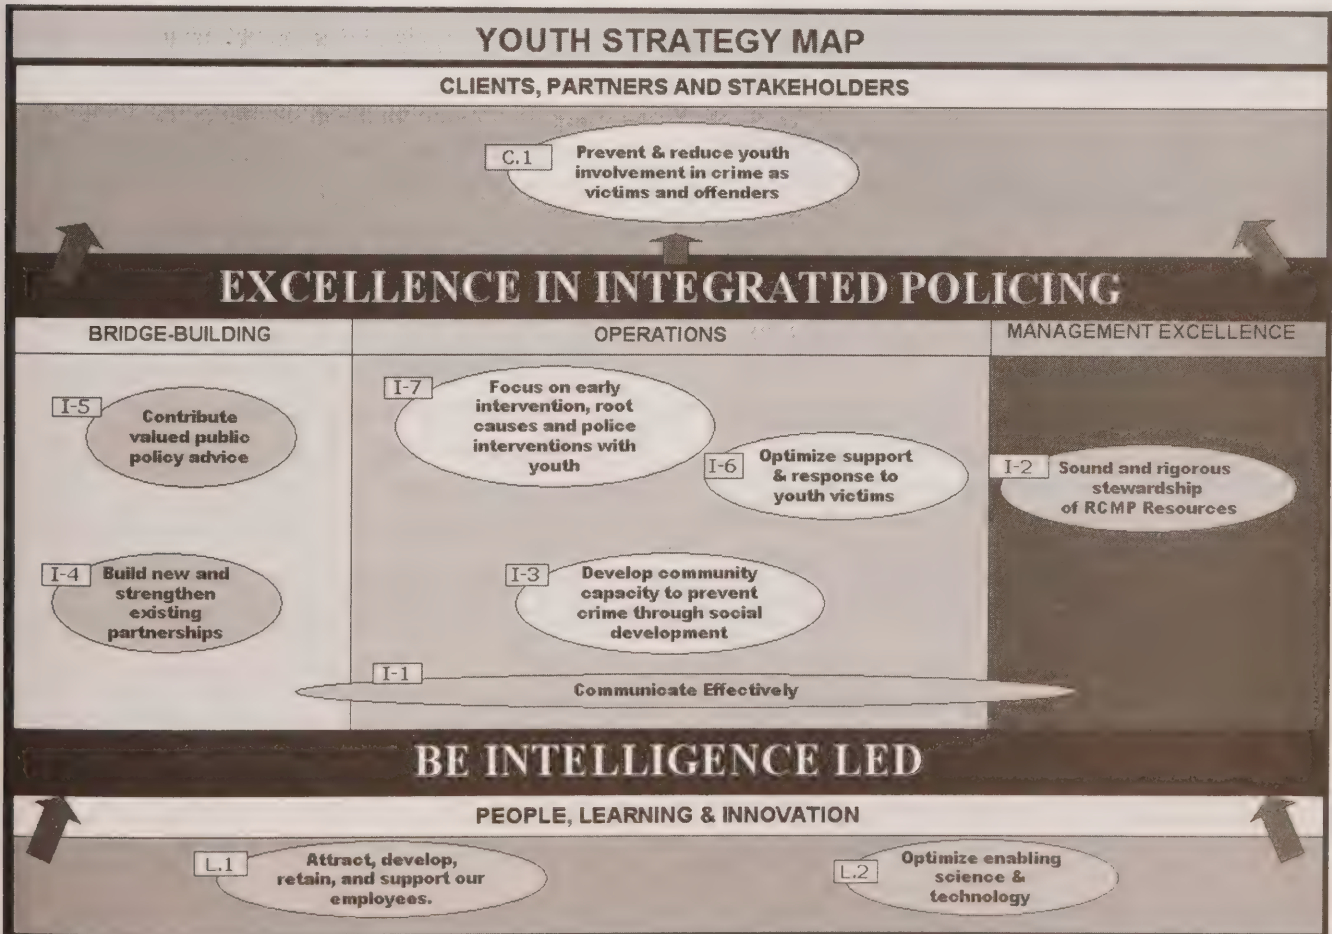 YOUTH STRATEGY MAP
CLIENTS, PARTNERS AND STAKEHOLDERS
C.1
Prevent & reduce youth
involvement in crime as
victims and offenders
EXCELLENCE IN INTEGRATED POLICING
BRIDGE-BUILDING
OPERATIONS
MANAGEMENT EXCELLENCE
I-5
Contribute
valued public
policy advice
I-4
Build new and
strengthen
existing
partnerships
I-7
Focus on early
intervention, root
causes and police
interventions with
youth
I-6
Optimize support
& response to
youth victims
I-3
Develop community
capacity to prevent
crime through social
development
I-2
Sound and rigorous
stewardship
of RCMP Resources
I-1
Communicate Effectively
BE INTELLIGENCE LED
PEOPLE, LEARNING & INNOVATION
L.1
Attract, develop,
retain, and support our
employees.
L.2
Optimize enabling
science &
technology